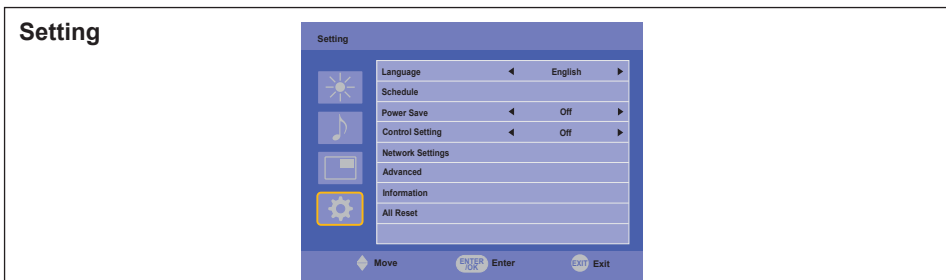 Setting
Setting
Language English
Schedule
Power Save Off
Control Setting Off
Network Settings
Advanced
Information
All Reset
Move ENTER /OK Enter EXIT Exit